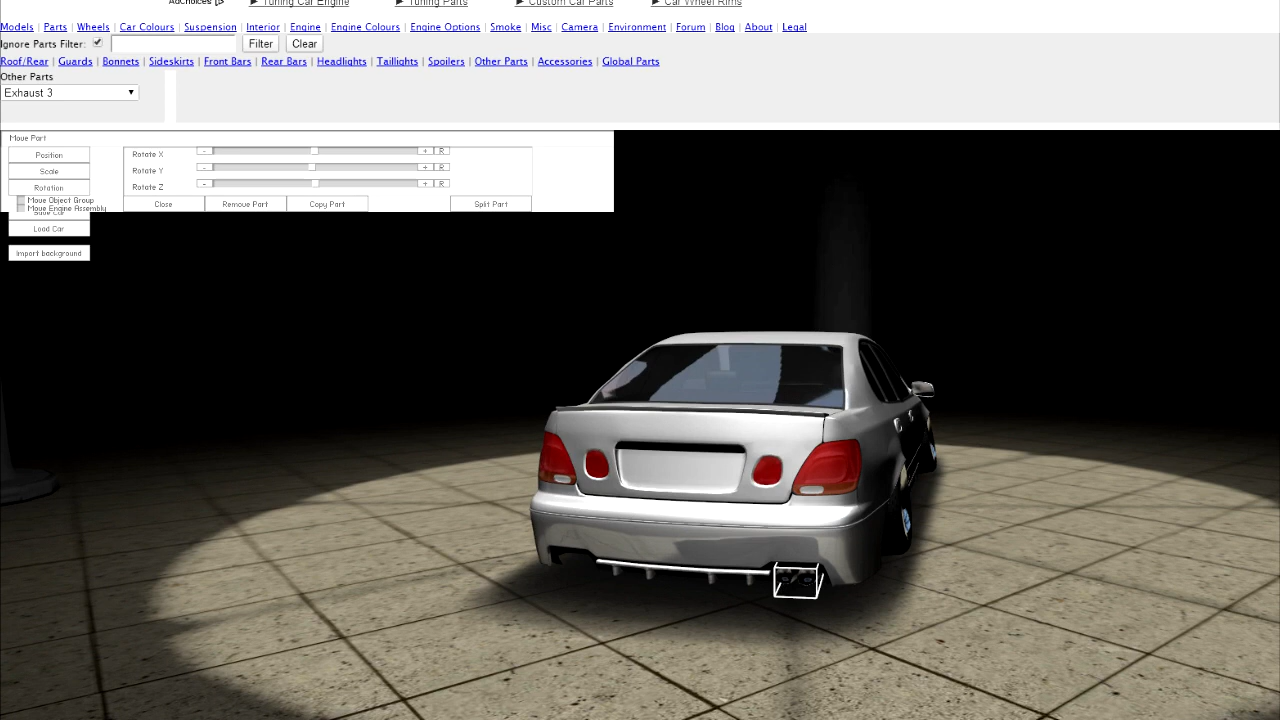 AdChoices ▶ Tuning Car Engine ▶ Tuning Parts ▶ Custom Car Parts ▶ Car Wheel Rims
Models | Parts | Wheels | Car Colours | Suspension | Interior | Engine | Engine Colours | Engine Options | Smoke | Misc | Camera | Environment | Forum | Blog | About | Legal
Ignore Parts Filter: Filter Clear
Roof/Rear | Guards | Bonnets | Sideskirts | Front Bars | Rear Bars | Headlights | Taillights | Spoilers | Other Parts | Accessories | Global Parts
Other Parts
Exhaust 3
Move Part
Position Rotate X - + R
Scale Rotate Y - + R
Rotation Rotate Z - + R
Move Object Group
Close Remove Part Copy Part Split Part
Move Engine Assembly
Save Car
Load Car
Import background